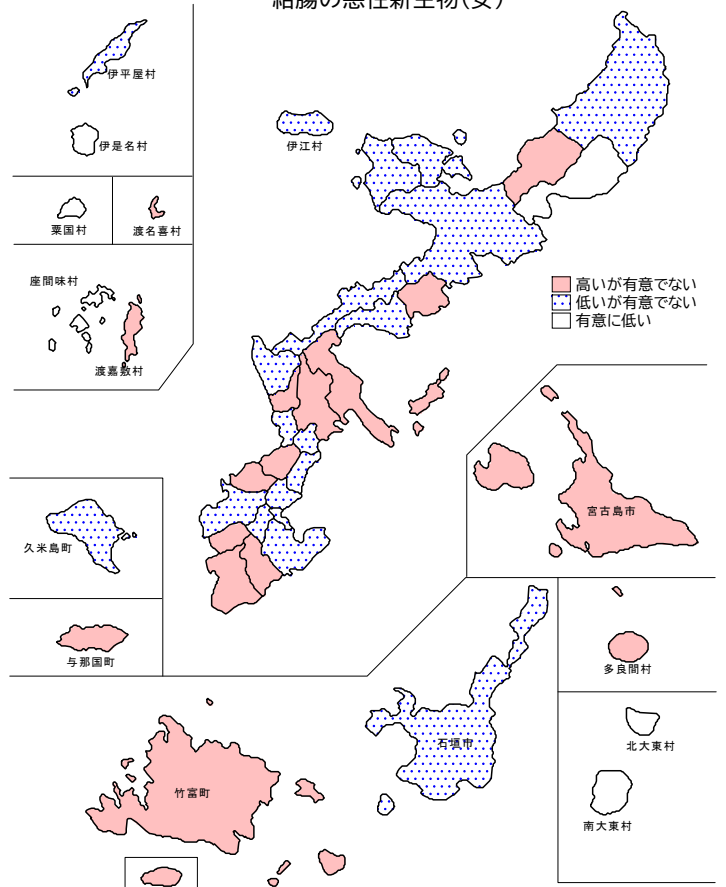 結腸の悪性新生物(女)
伊平屋村
伊是名村
伊江村
粟国村
渡名喜村
座間味村
渡嘉敷村
高いが有意でない
低いが有意でない
有意に低い
宮古島市
久米島町
与那国町
多良間村
石垣市
北大東村
竹富町
南大東村